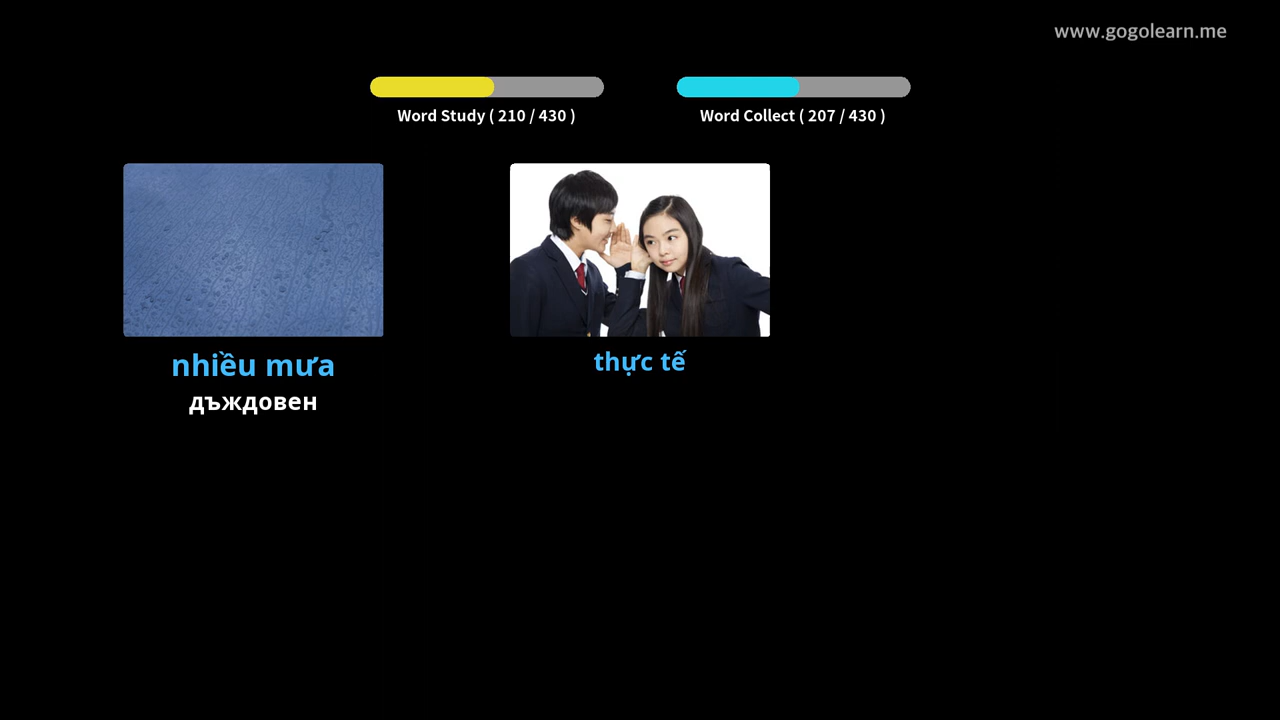 www.gogolearn.me
Word Study ( 210 / 430 )
Word Collect ( 207 / 430 )
nhiều mưa
дъждовен
thực tế